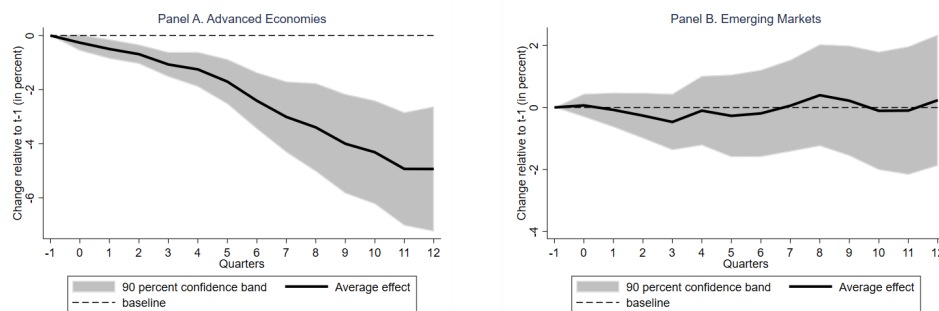 Panel A. Advanced Economies
Change relative to t-1 (in percent)
0
-2
-4
-6
-1 0 1 2 3 4 5 6 7 8 9 10 11 12
Quarters
90 percent confidence band Average effect
baseline
Panel B. Emerging Markets
Change relative to t-1 (in percent)
2
0
-2
-4
-1 0 1 2 3 4 5 6 7 8 9 10 11 12
Quarters
90 percent confidence band Average effect
baseline